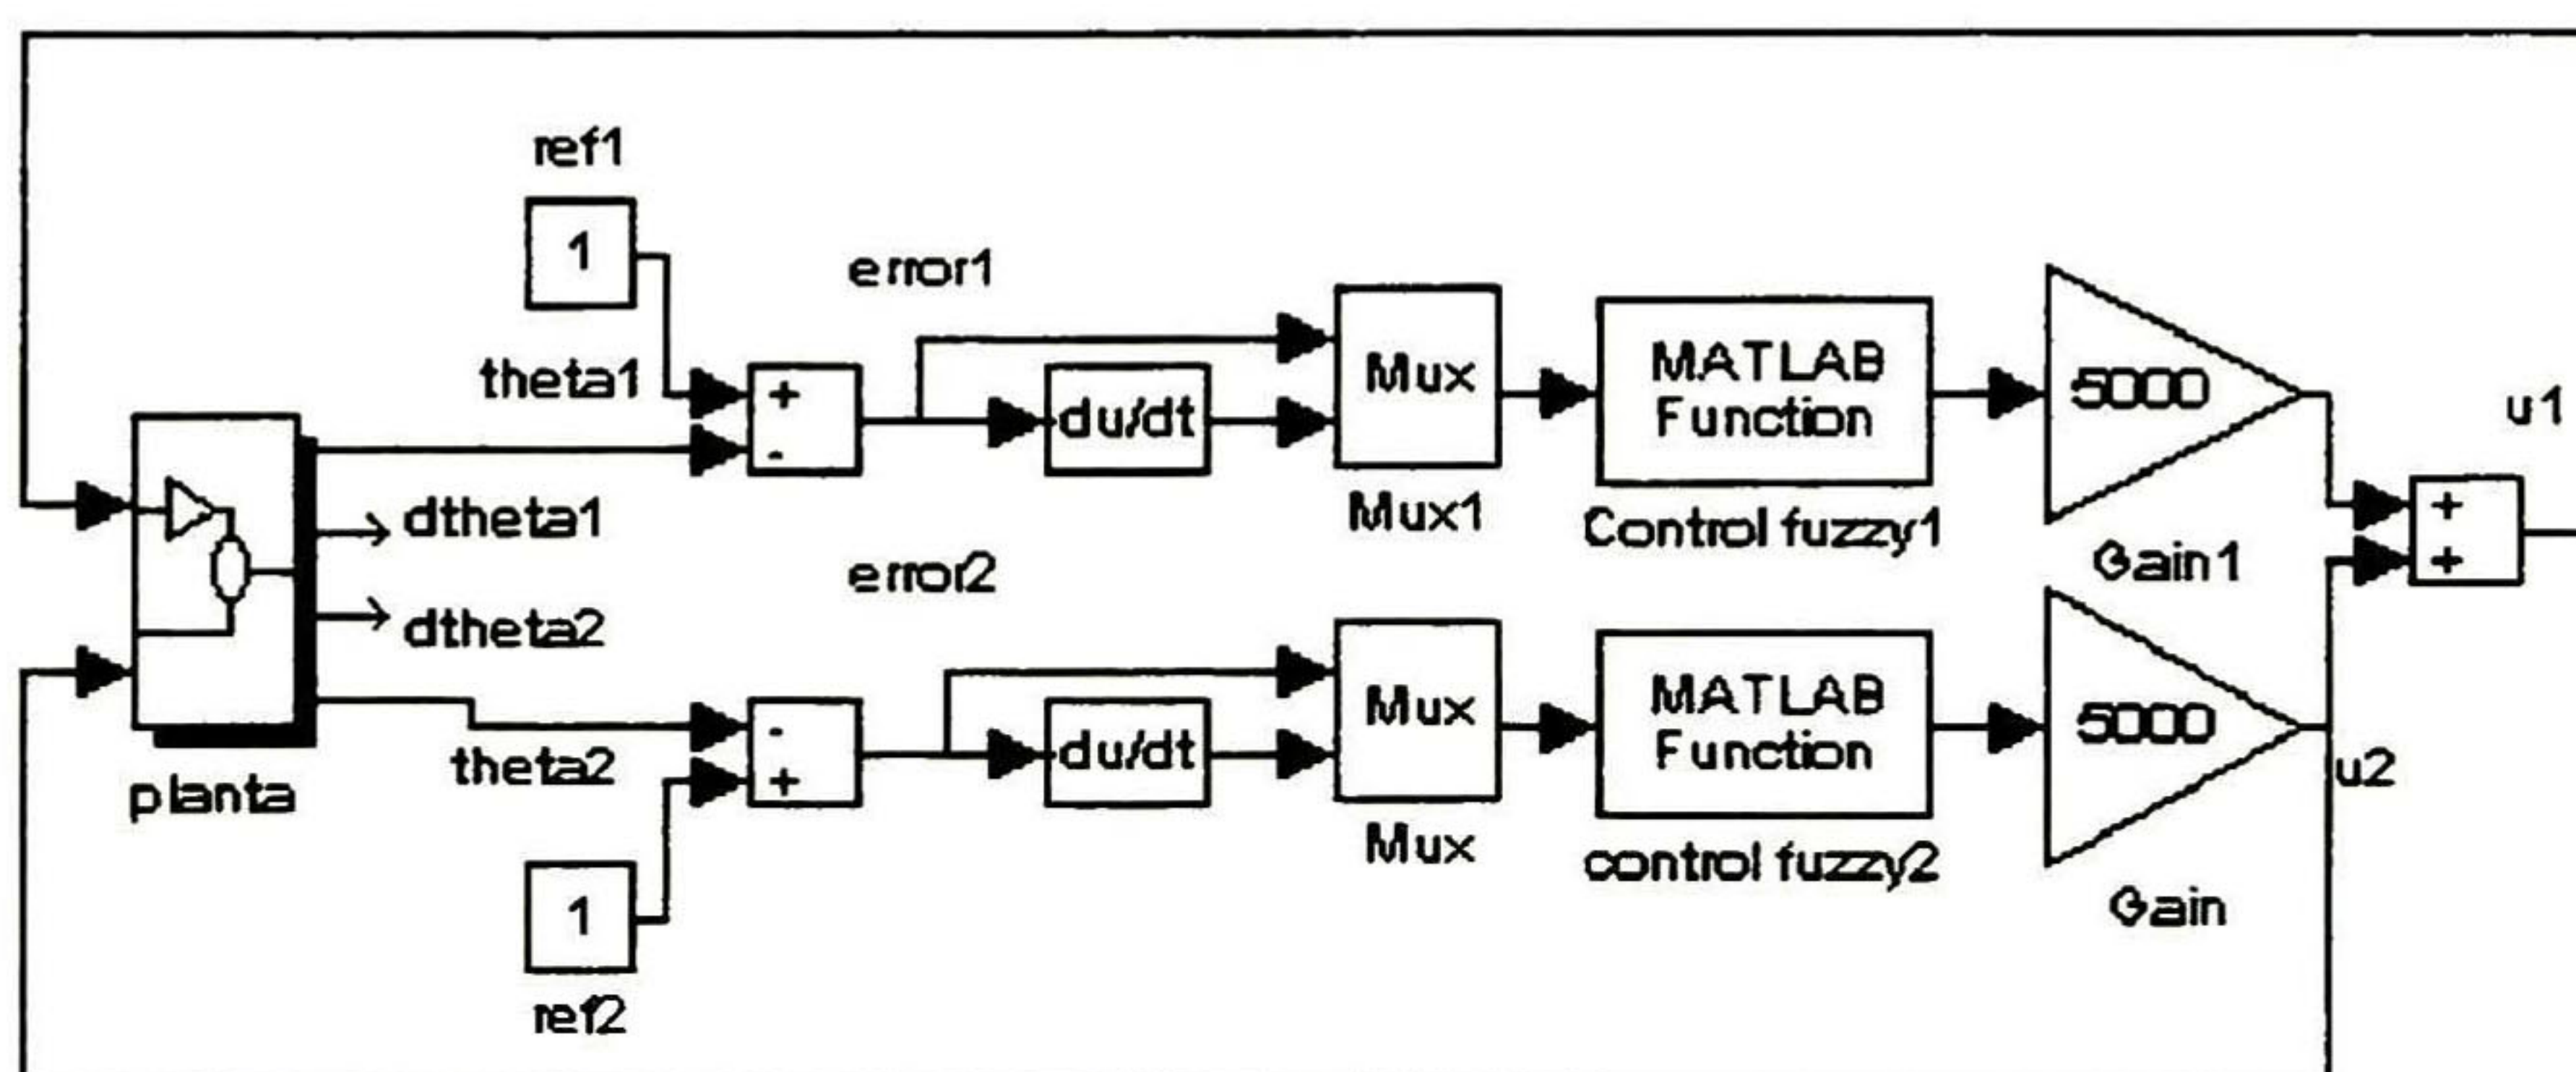 ref1
1
error1
theta1
+
-
du/dt
Mux
Mux1
MATLAB
Function
Control fuzzy1
5000
Gain1
u1
+
+
dtheta1
dtheta2
error2
planta
theta2
-
+
du/dt
Mux
Mux
MATLAB
Function
control fuzzy2
5000
Gain
u2
1
ref2